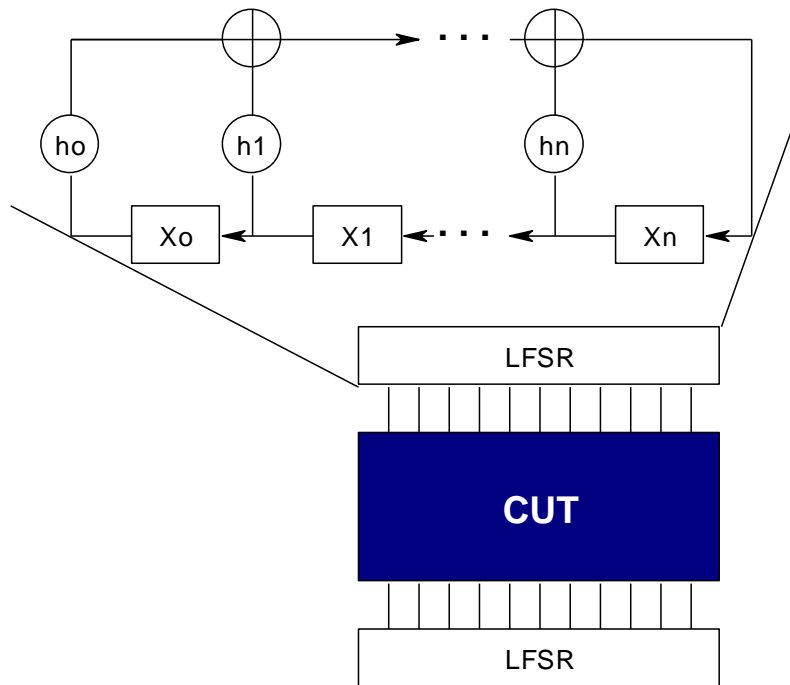 . . .
ho h1 hn
Xo X1 . . . Xn
LFSR
CUT
LFSR